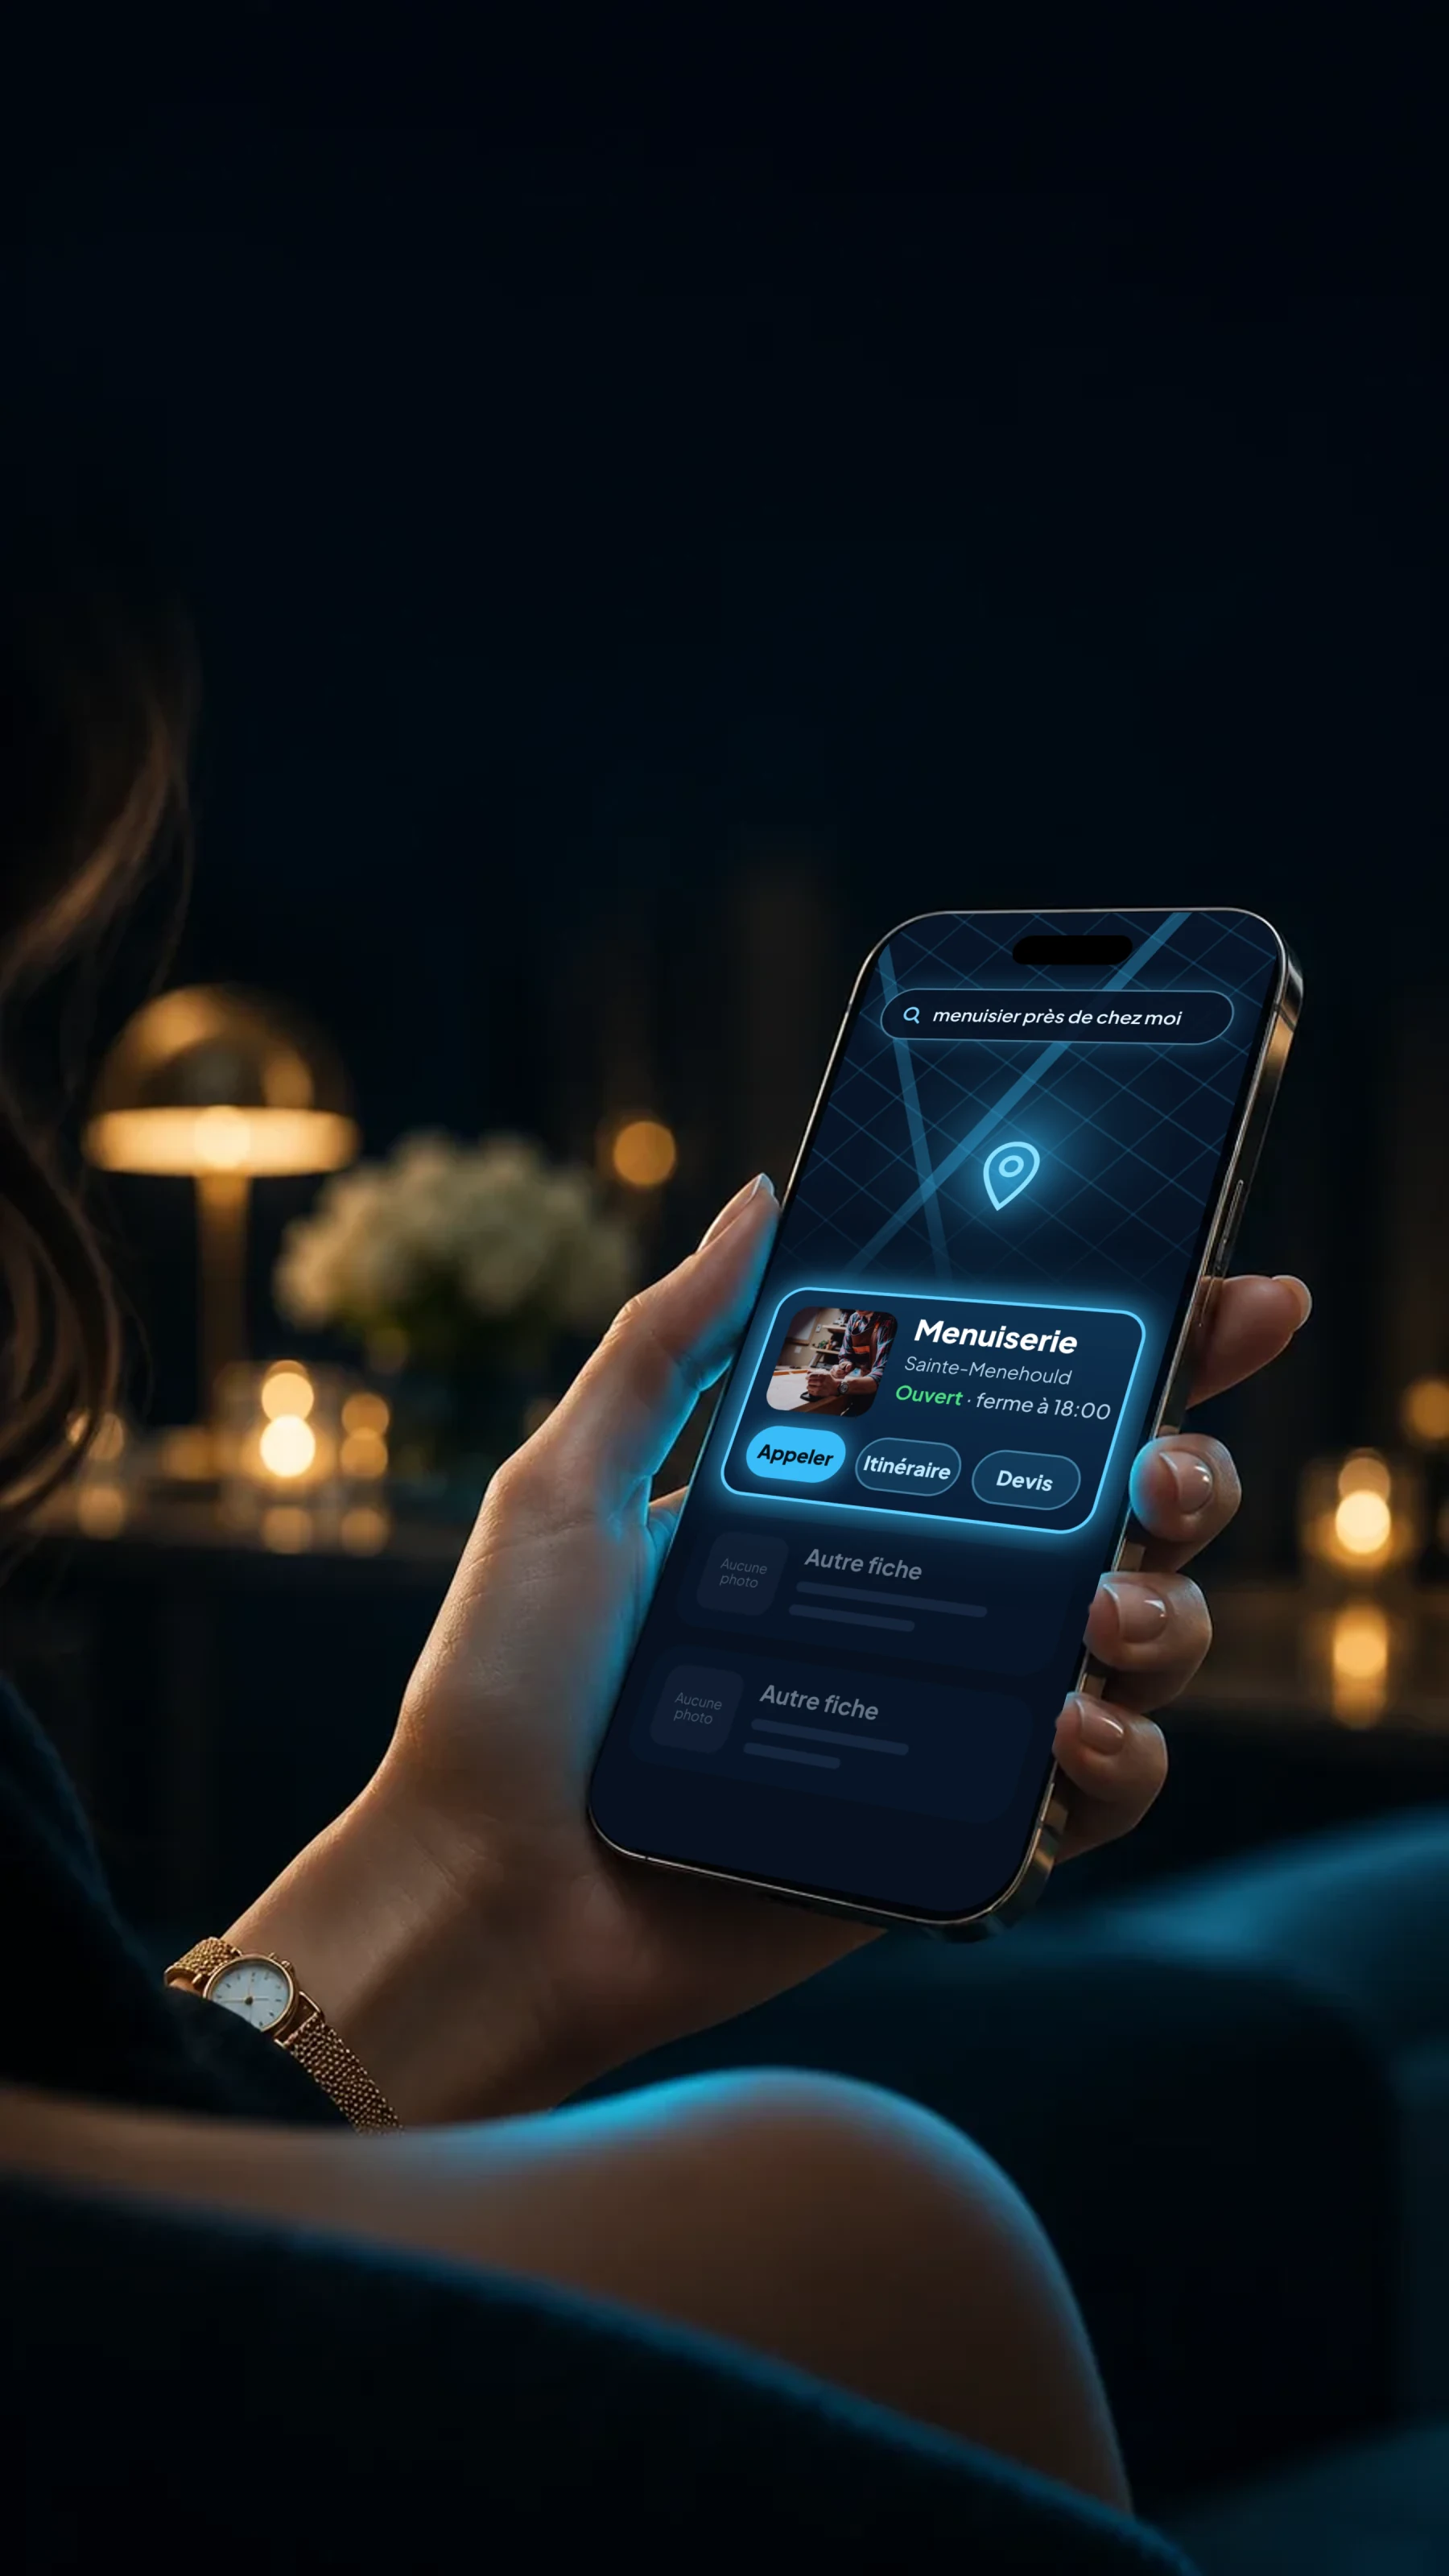 menuisier près de chez moi
Menuiserie
Sainte-Menehould
Ouvert · ferme à 18:00
Appeler
Itinéraire
Devis
Aucune
photo
Autre fiche
Aucune
photo
Autre fiche